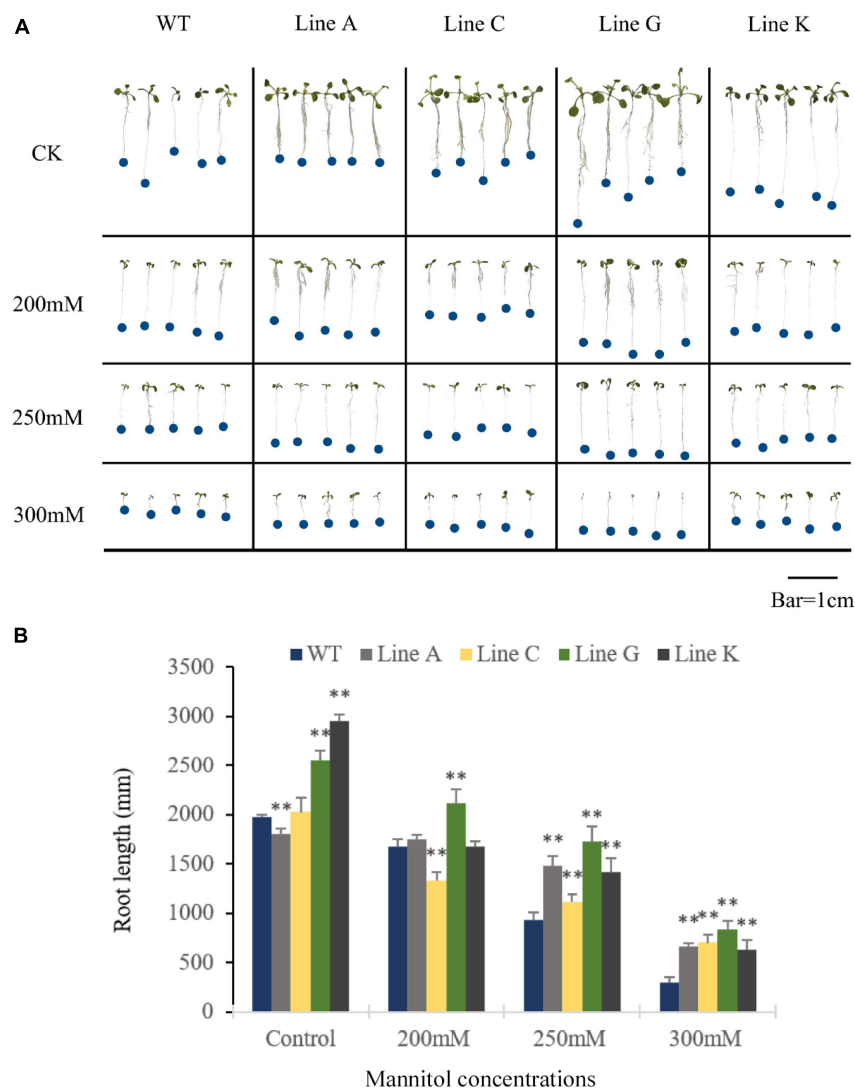 A
WT Line A Line C Line G Line K
CK
200mM
250mM
300mM
Bar=1cm
B
WT Line A Line C Line G Line K
3500
3000
2500
2000
1500
1000
500
0
Root length (mm)
** ** **
** **
** ** ** **
** ** ** **
Control 200mM 250mM 300mM
Mannitol concentrations